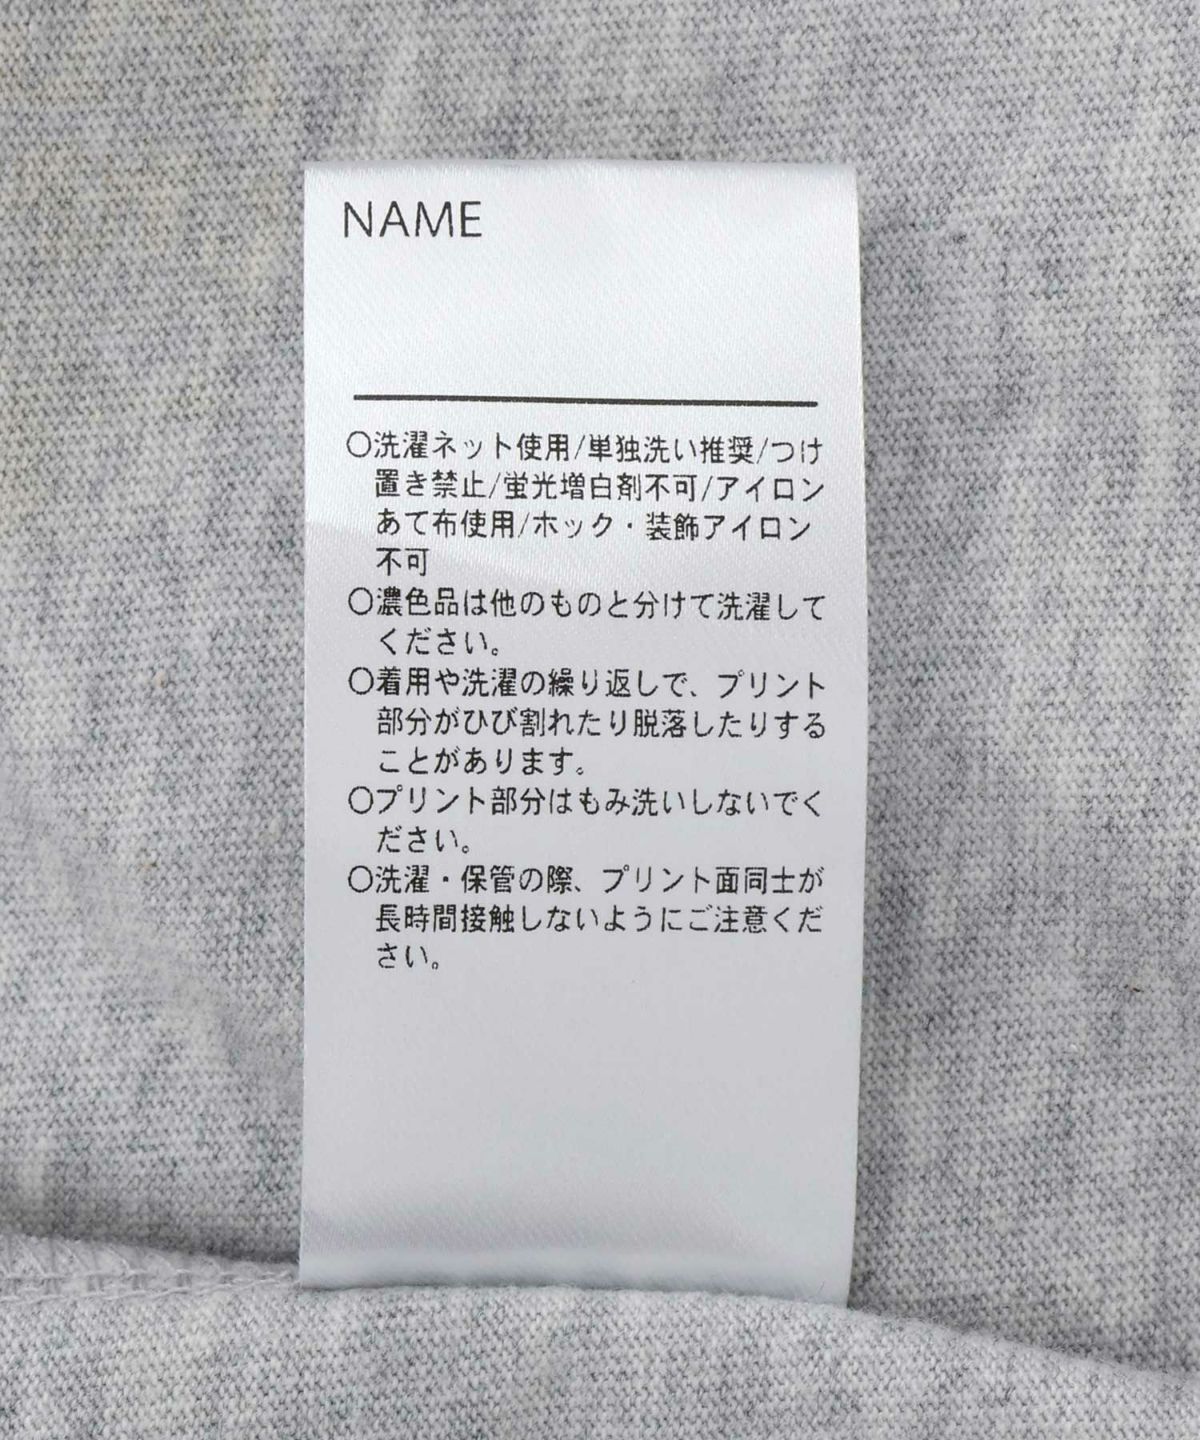 NAME
○洗濯ネット使用/単独洗い推奨/つけ
置き禁止/蛍光増白剤不可/アイロン
あて布使用/ホック・装飾アイロン
不可
○濃色品は他のものと分けて洗濯して
ください。
○着用や洗濯の繰り返しで、プリント
部分がひび割れたり脱落したりする
ことがあります。
○プリント部分はもみ洗いしないでく
ださい。
○洗濯・保管の際、プリント面同士が
長時間接触しないようにご注意くだ
さい。